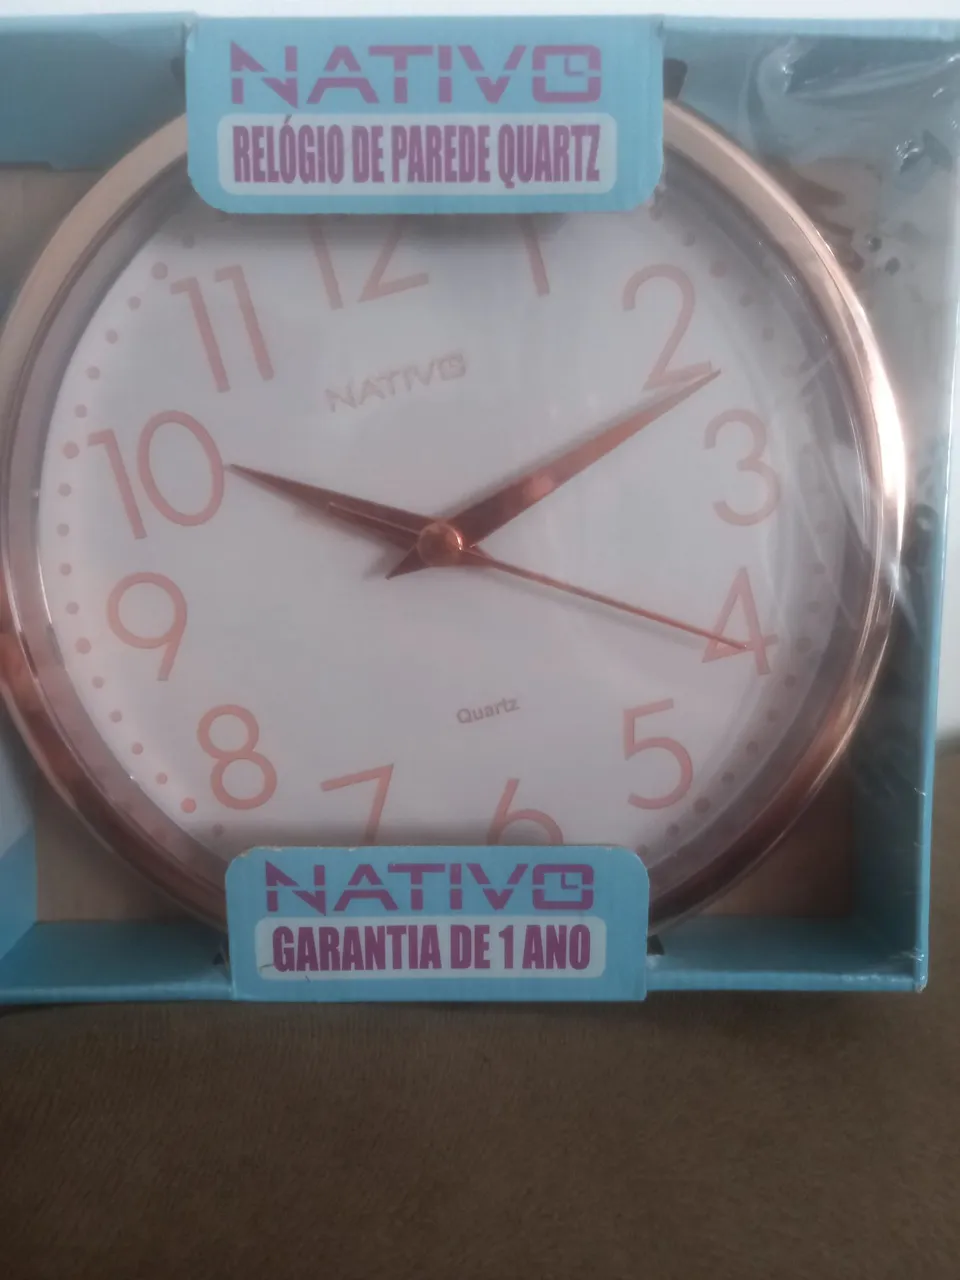 NATIVO
RELÓGIO DE PAREDE QUARTZ
12
1
11
2
NATIVO
10
3
9
4
Quartz
8
5
7
6
NATIVO
GARANTIA DE 1 ANO